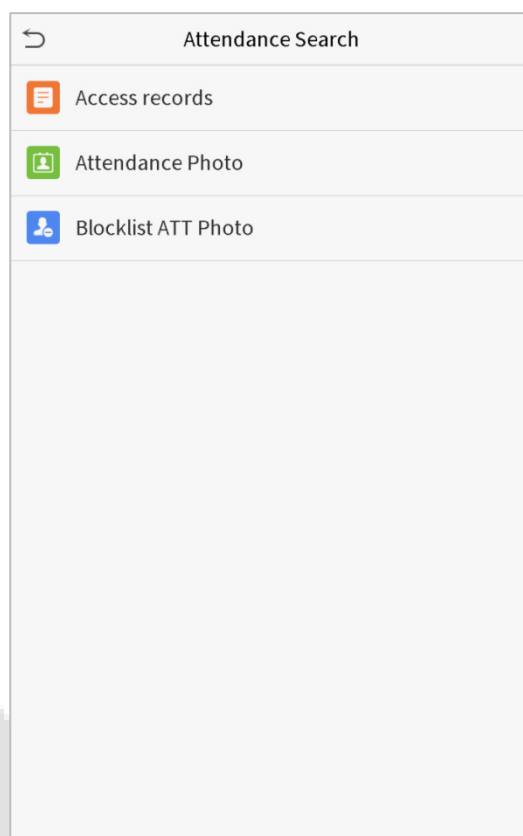 Attendance Search
Access records
Attendance Photo
Blocklist ATT Photo